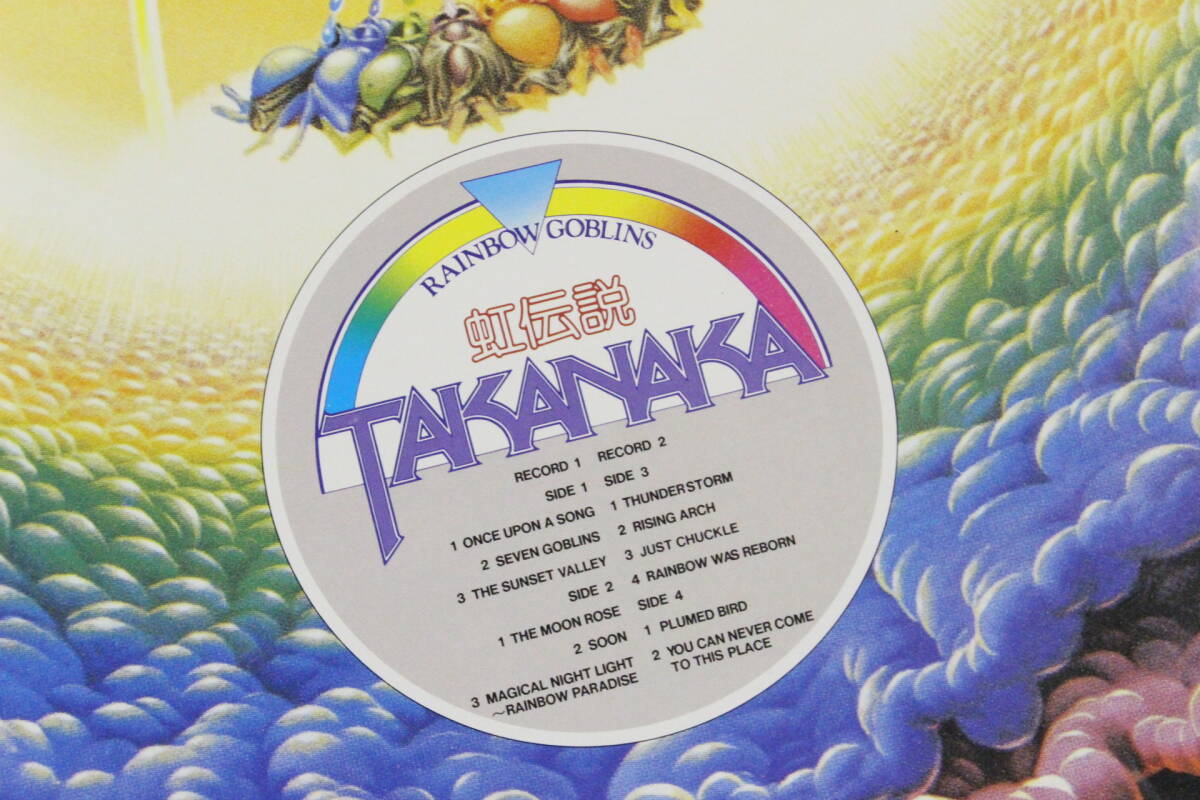 RAINBOW GOBLINS
虹伝説
TAKANAKA
RECORD 1
SIDE 1
1 ONCE UPON A SONG
2 SEVEN GOBLINS
3 THE SUNSET VALLEY
SIDE 2
1 THE MOON ROSE
2 SOON
3 MAGICAL NIGHT LIGHT
～RAINBOW PARADISE
RECORD 2
SIDE 3
1 THUNDER STORM
2 RISING ARCH
3 JUST CHUCKLE
4 RAINBOW WAS REBORN
SIDE 4
1 PLUMED BIRD
2 YOU CAN NEVER COME
TO THIS PLACE